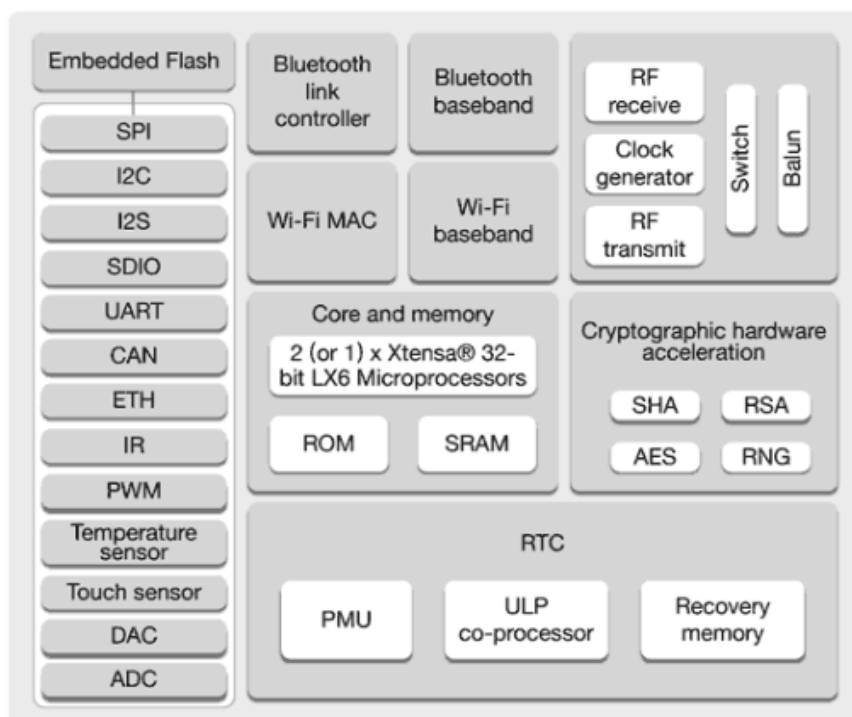 Embedded Flash
SPI
I2C
I2S
SDIO
UART
CAN
ETH
IR
PWM
Temperature
sensor
Touch sensor
DAC
ADC
Bluetooth
link
controller
Bluetooth
baseband
Wi-Fi MAC
Wi-Fi
baseband
RF
receive
Clock
generator
RF
transmit
Switch
Balun
Core and memory
2 (or 1) x Xtensa® 32-
bit LX6 Microprocessors
ROM
SRAM
Cryptographic hardware
acceleration
SHA
RSA
AES
RNG
RTC
PMU
ULP
co-processor
Recovery
memory